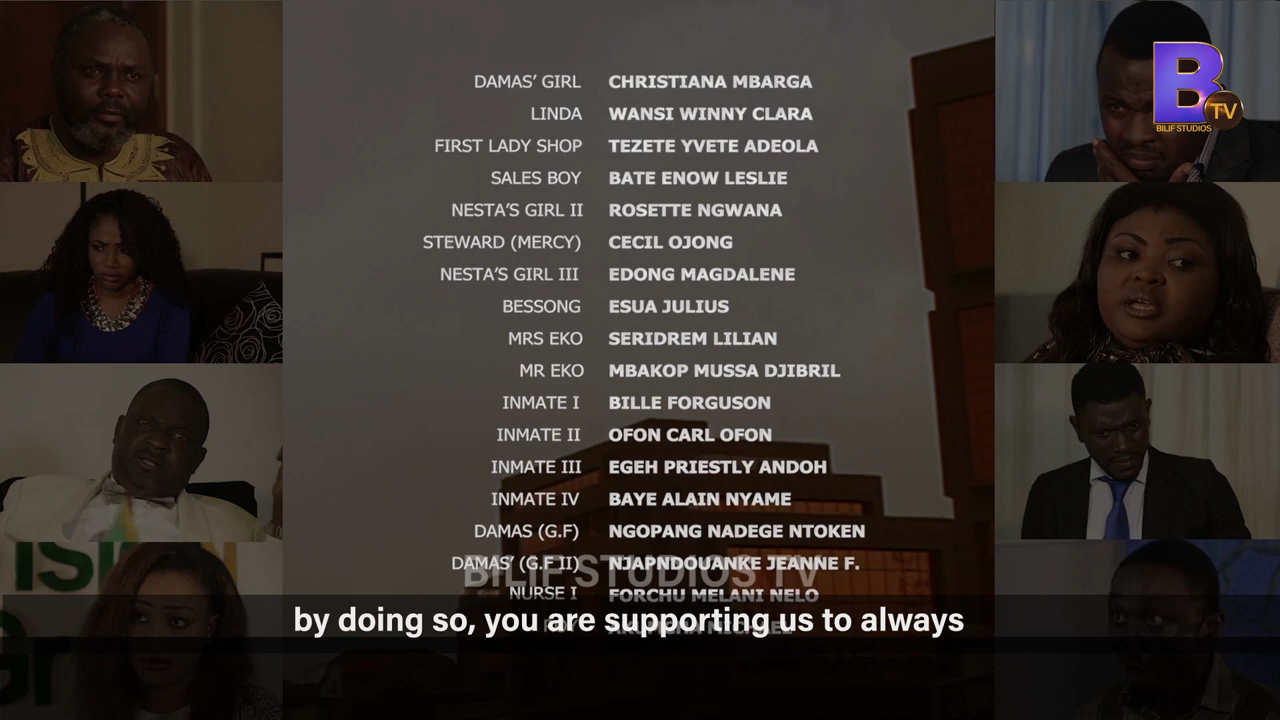 B
TV
BILIF STUDIOS
DAMAS' GIRL CHRISTIANA MBARGA
LINDA WANSI WINNY CLARA
FIRST LADY SHOP TEZETE YVETE ADEOLA
SALES BOY BATE ENOW LESLIE
NESTA'S GIRL II ROSETTE NGWANA
STEWARD (MERCY) CECIL OJONG
NESTA'S GIRL III EDONG MAGDALENE
BESSONG ESUA JULIUS
MRS EKO SERIDREM LILIAN
MR EKO MBAKOP MUSSA DJIBRIL
INMATE I BILLE FORGUSON
INMATE II OFON CARL OFON
INMATE III EGEH PRIESTLY ANDOH
INMATE IV BAYE ALAIN NYAME
DAMAS (G.F) NGOPANG NADEGE NTOKEN
DAMAS' (G.F II) NJAPNDOUANKE JEANNE F.
BILIF STUDIOS TV
NURSE I FORCHU MELANI NELO
by doing so, you are supporting us to always